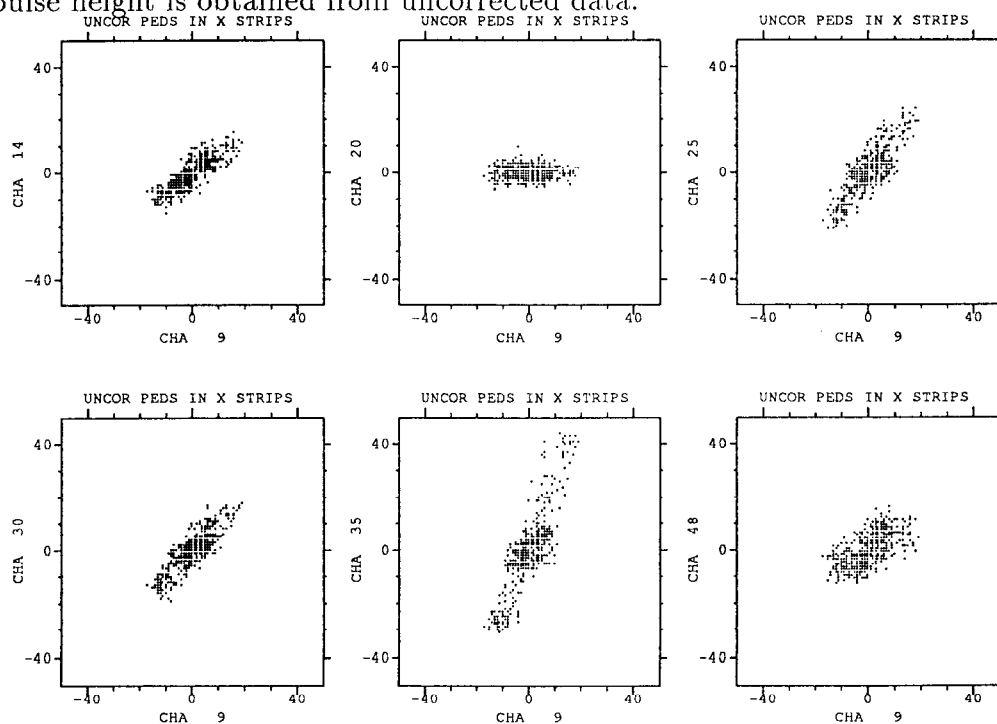 pulse height is obtained from uncorrected data.
UNCOR PEDS IN X STRIPS UNCOR PEDS IN X STRIPS UNCOR PEDS IN X STRIPS
40 40 40
CHA 14 CHA 20 CHA 25
0 0 0
-40 -40 -40
-40 0 40 -40 0 40 -40 0 40
CHA 9 CHA 9 CHA 9
UNCOR PEDS IN X STRIPS UNCOR PEDS IN X STRIPS UNCOR PEDS IN X STRIPS
40 40 40
CHA 30 CHA 35 CHA 48
0 0 0
-40 -40 -40
-40 0 40 -40 0 40 -40 0 40
CHA 9 CHA 9 CHA 9